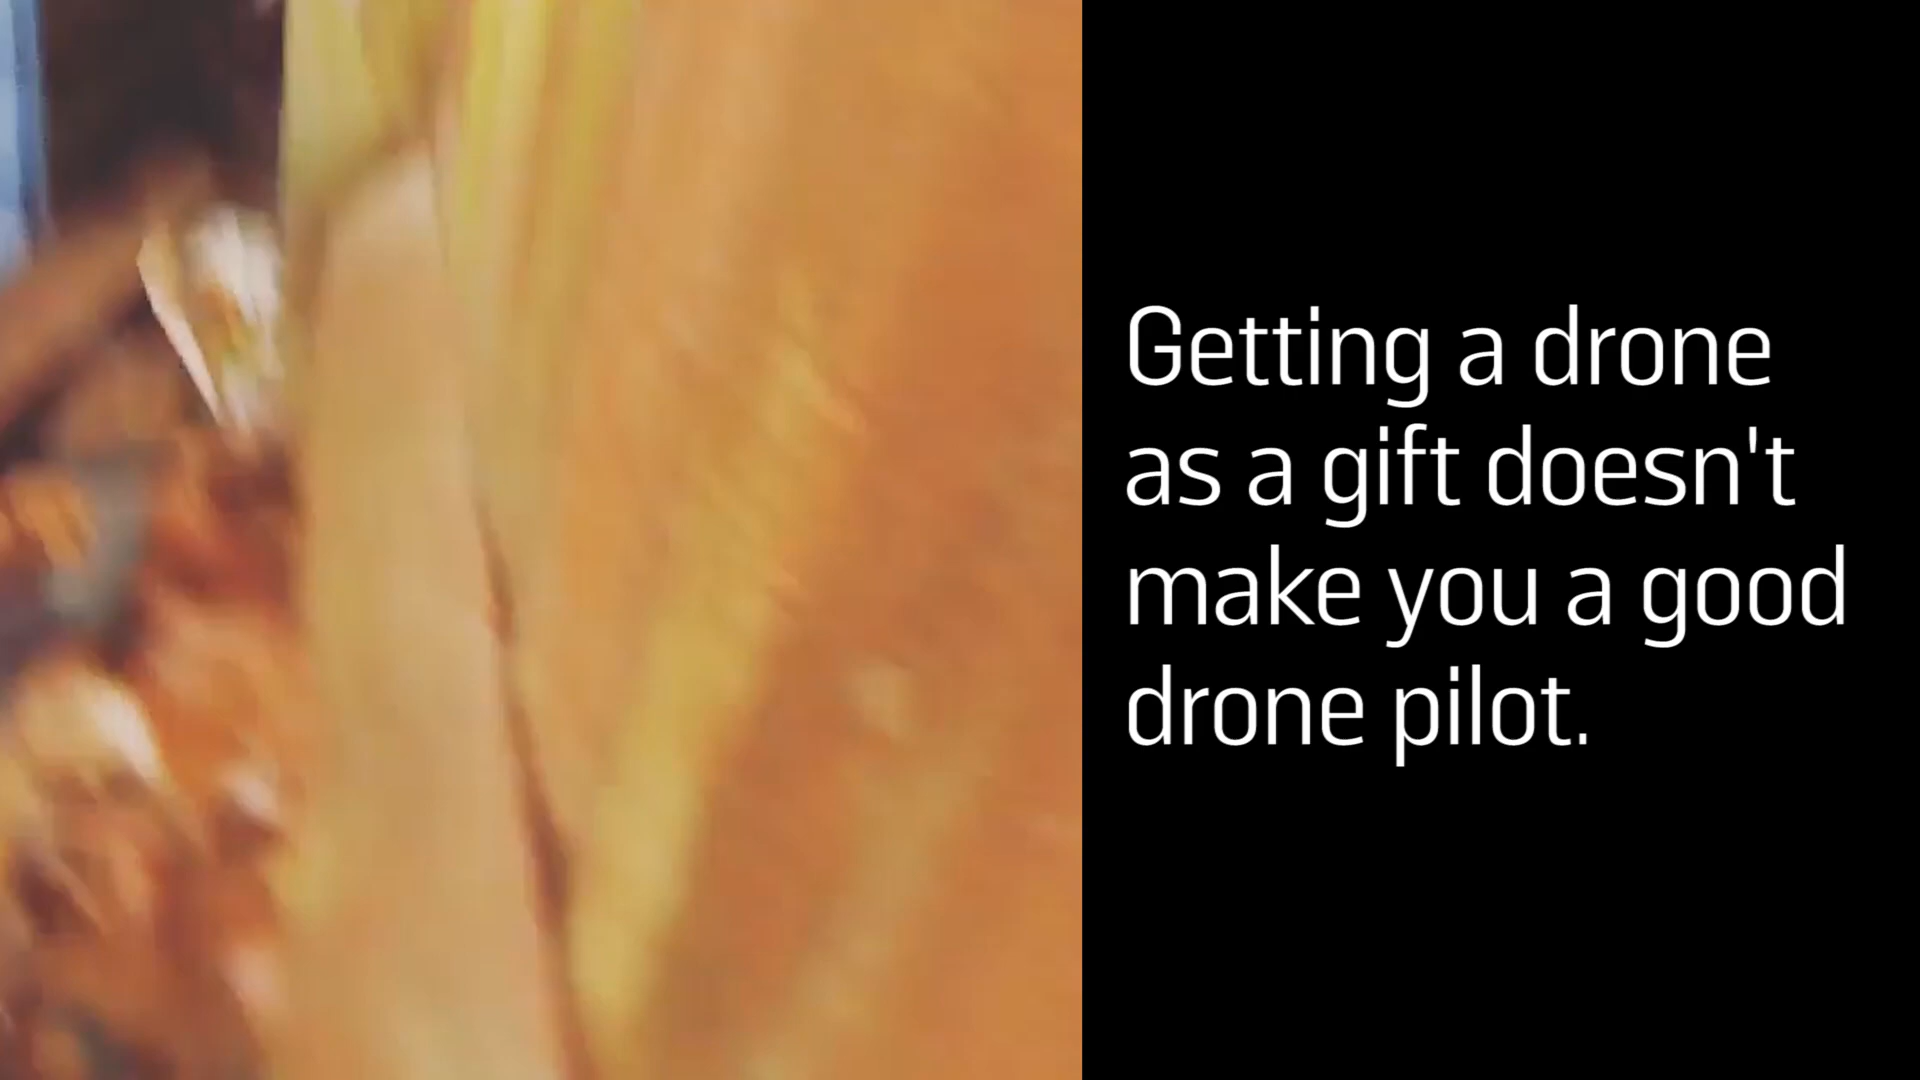 Getting a drone
as a gift doesn't
make you a good
drone pilot.